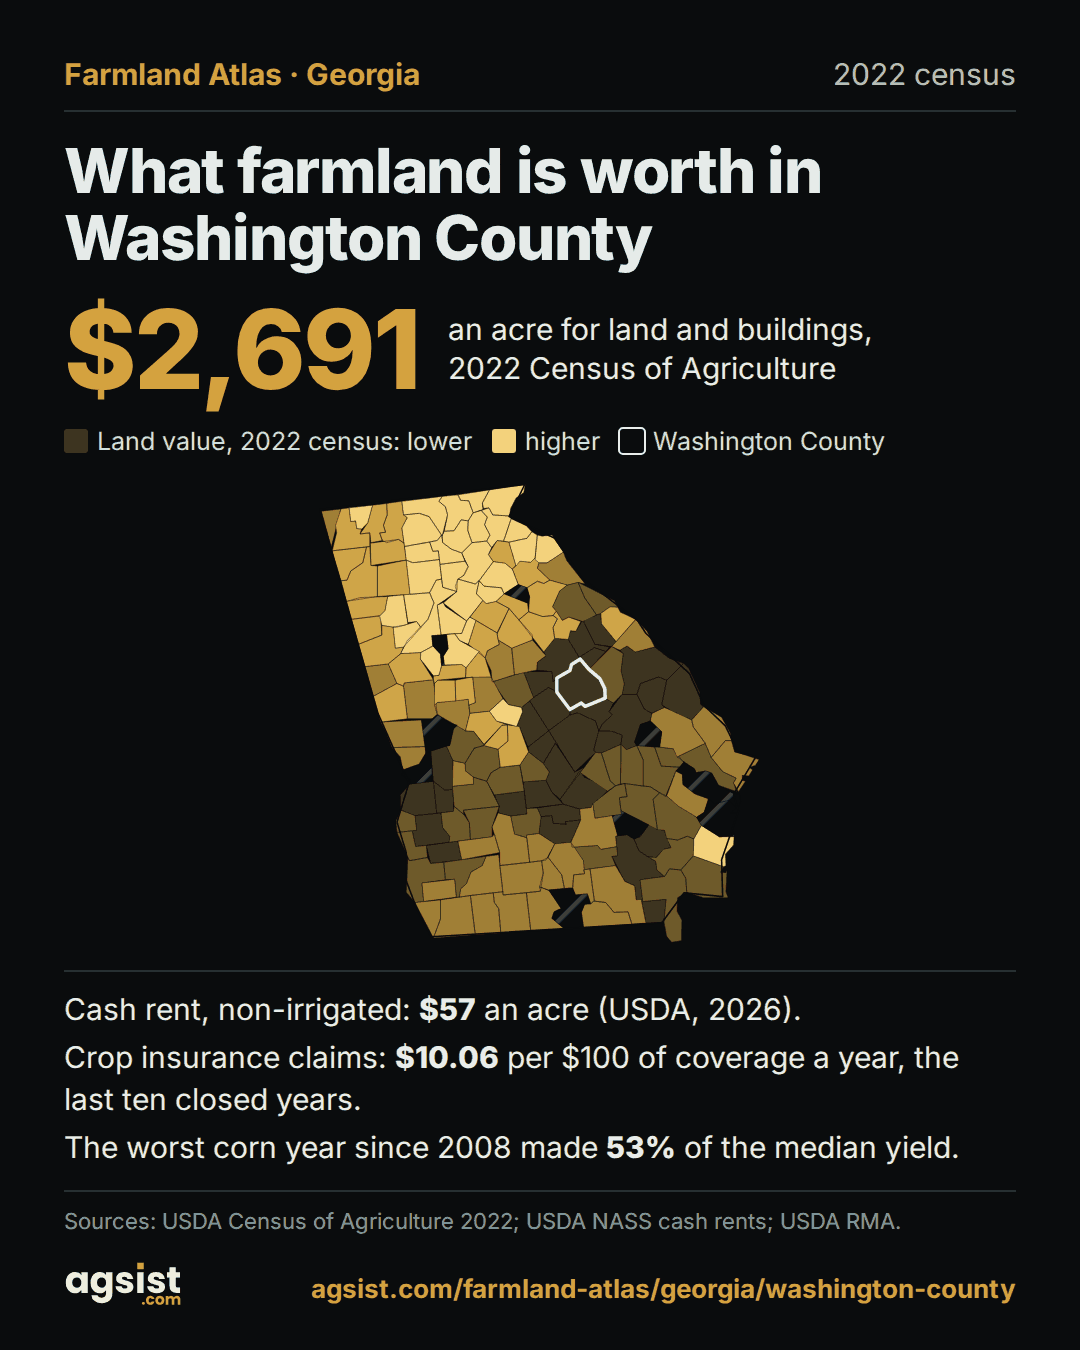 Farmland Atlas · Georgia
2022 census
What farmland is worth in
Washington County
$2,691
an acre for land and buildings,
2022 Census of Agriculture
Land value, 2022 census: lower
higher
Washington County
Cash rent, non-irrigated: $57 an acre (USDA, 2026).
Crop insurance claims: $10.06 per $100 of coverage a year, the
last ten closed years.
The worst corn year since 2008 made 53% of the median yield.
Sources: USDA Census of Agriculture 2022; USDA NASS cash rents; USDA RMA.
agsist
.com
agsist.com/farmland-atlas/georgia/washington-county